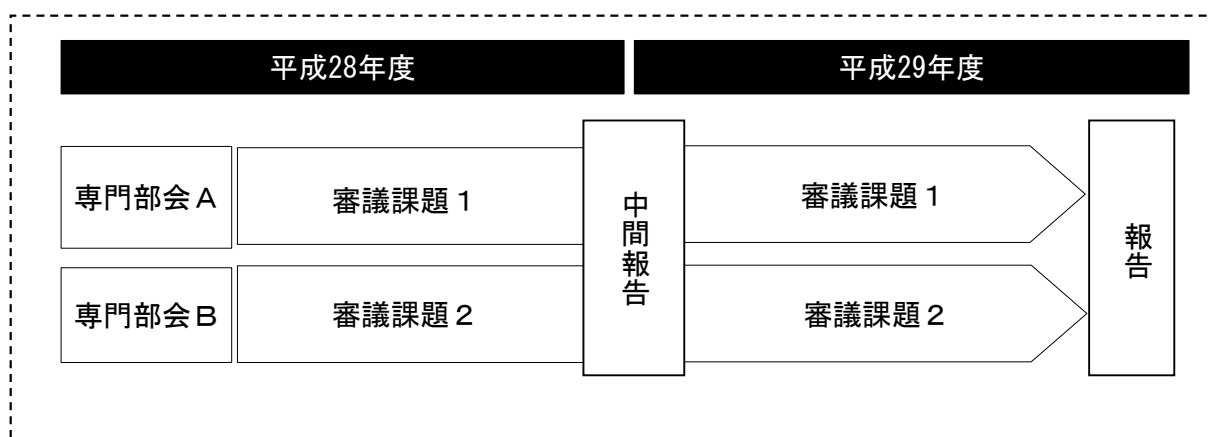 平成28年度
平成29年度
専門部会Ａ
審議課題１
中間報告
審議課題１
報告
専門部会Ｂ
審議課題２
審議課題２